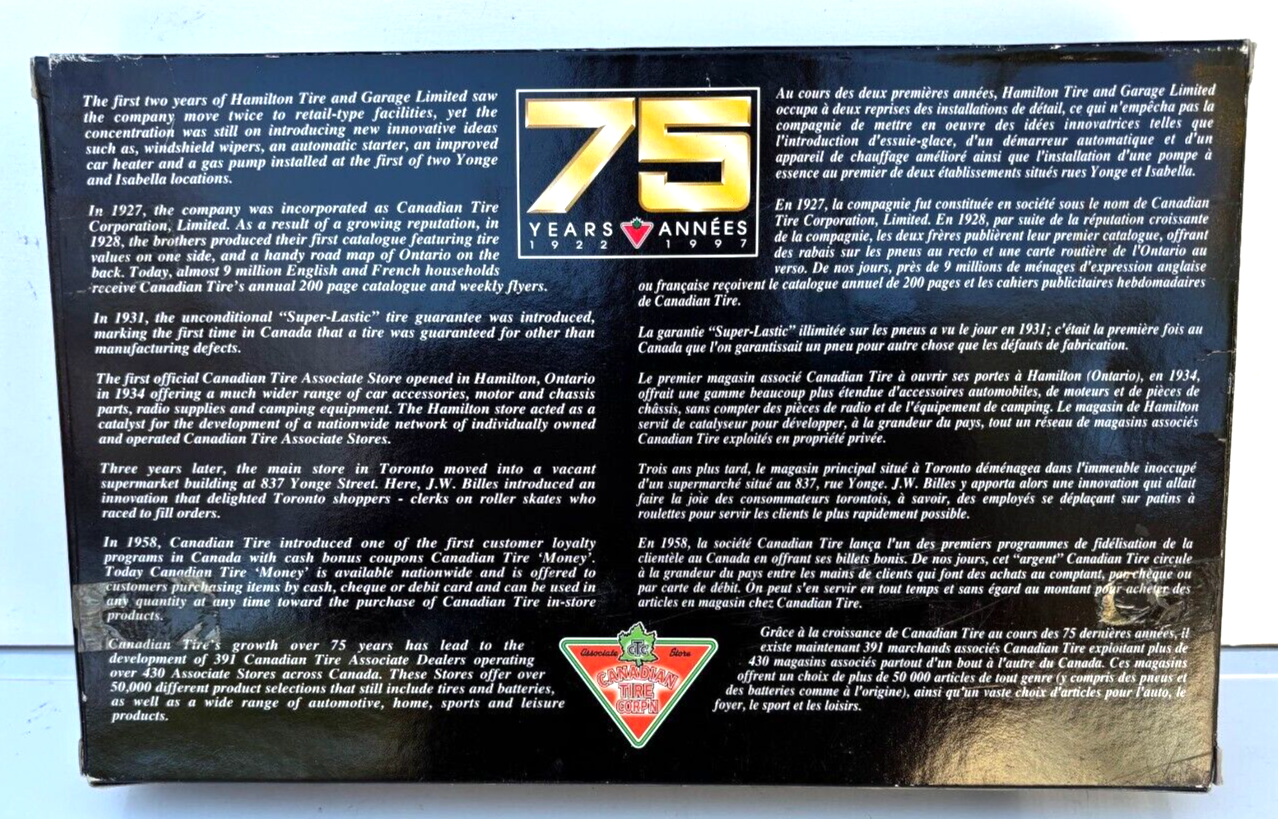 The first two years of Hamilton Tire and Garage Limited saw
the company move twice to retail-type facilities, yet the
concentration was still on introducing new innovative ideas
such as, windshield wipers, an automatic starter, an improved
car heater and a gas pump installed at the first of two Yonge
and Isabella locations.
In 1927, the company was incorporated as Canadian Tire
Corporation, Limited. As a result of a growing reputation, in
1928, the brothers produced their first catalogue featuring tire
values on one side, and a handy road map of Ontario on the
back. Today, almost 9 million English and French households
receive Canadian Tire's annual 200 page catalogue and weekly flyers.
In 1931, the unconditional “Super-Lastic” tire guarantee was introduced,
marking the first time in Canada that a tire was guaranteed for other than
manufacturing defects.
The first official Canadian Tire Associate Store opened in Hamilton, Ontario
in 1934 offering a much wider range of car accessories, motor and chassis
parts, radio supplies and camping equipment. The Hamilton store acted as a
catalyst for the development of a nationwide network of individually owned
and operated Canadian Tire Associate Stores.
Three years later, the main store in Toronto moved into a vacant
supermarket building at 837 Yonge Street. Here, J.W. Billes introduced an
innovation that delighted Toronto shoppers - clerks on roller skates who
raced to fill orders.
In 1958, Canadian Tire introduced one of the first customer loyalty
programs in Canada with cash bonus coupons Canadian Tire ‘Money’.
Today Canadian Tire ‘Money’ is available nationwide and is offered to
customers purchasing items by cash, cheque or debit card and can be used in
any quantity at any time toward the purchase of Canadian Tire in-store
products.
Canadian Tire's growth over 75 years has lead to the
development of 391 Canadian Tire Associate Dealers operating
over 430 Associate Stores across Canada. These Stores offer over
50,000 different product selections that still include tires and batteries,
as well as a wide range of automotive, home, sports and leisure
products.
75
YEARS ANNÉES
1922 1997
Au cours des deux premières années, Hamilton Tire and Garage Limited
occupa à deux reprises des installations de détail, ce qui n'empêcha pas la
compagnie de mettre en oeuvre des idées innovatrices telles que
l'introduction d'essuie-glace, d'un démarreur automatique et d'un
appareil de chauffage amélioré ainsi que l'installation d'une pompe à
essence au premier de deux établissements situés rues Yonge et Isabella.
En 1927, la compagnie fut constituée en société sous le nom de Canadian
Tire Corporation, Limited. En 1928, par suite de la réputation croissante
de la compagnie, les deux frères publièrent leur premier catalogue, offrant
des rabais sur les pneus au recto et une carte routière de l'Ontario au
verso. De nos jours, près de 9 millions de ménages d'expression anglaise
ou française reçoivent le catalogue annuel de 200 pages et les cahiers publicitaires hebdomadaires
de Canadian Tire.
La garantie “Super-Lastic” illimitée sur les pneus a vu le jour en 1931; c'était la première fois au
Canada que l'on garantissait un pneu pour autre chose que les défauts de fabrication.
Le premier magasin associé Canadian Tire à ouvrir ses portes à Hamilton (Ontario), en 1934,
offrait une gamme beaucoup plus étendue d'accessoires automobiles, de moteurs et de pièces de
châssis, sans compter des pièces de radio et de l'équipement de camping. Le magasin de Hamilton
servit de catalyseur pour développer, à la grandeur du pays, tout un réseau de magasins associés
Canadian Tire exploités en propriété privée.
Trois ans plus tard, le magasin principal situé à Toronto déménagea dans l'immeuble inoccupé
d'un supermarché situé au 837, rue Yonge. J.W. Billes y apporta alors une innovation qui allait
faire la joie des consommateurs torontois, à savoir, des employés se déplaçant sur patins à
roulettes pour servir les clients le plus rapidement possible.
En 1958, la société Canadian Tire lança l'un des premiers programmes de fidélisation de la
clientèle au Canada en offrant ses billets bonis. De nos jours, cet “argent” Canadian Tire circule
à la grandeur du pays entre les mains de clients qui font des achats au comptant, par chèque ou
par carte de débit. On peut s'en servir en tout temps et sans égard au montant pour acheter des
articles en magasin chez Canadian Tire.
Grâce à la croissance de Canadian Tire au cours des 75 dernières années, il
existe maintenant 391 marchands associés Canadian Tire exploitant plus de
430 magasins associés partout d'un bout à l'autre du Canada. Ces magasins
offrent un choix de plus de 50 000 articles de tout genre (y compris des pneus et
des batteries comme à l'origine), ainsi qu'un vaste choix d'articles pour l'auto, le
foyer, le sport et les loisirs.
Associate CTC Store
CANADIAN
TIRE
CORP'N